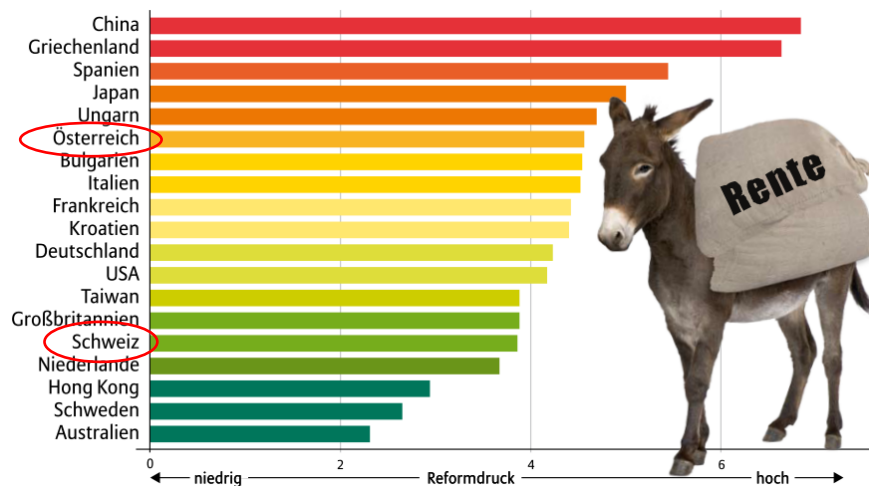 China
Griechenland
Spanien
Japan
Ungarn
Österreich
Bulgarien
Italien
Frankreich
Kroatien
Deutschland
USA
Taiwan
Großbritannien
Schweiz
Niederlande
Hong Kong
Schweden
Australien
Rente
0 2 4 6
niedrig Reformdruck hoch